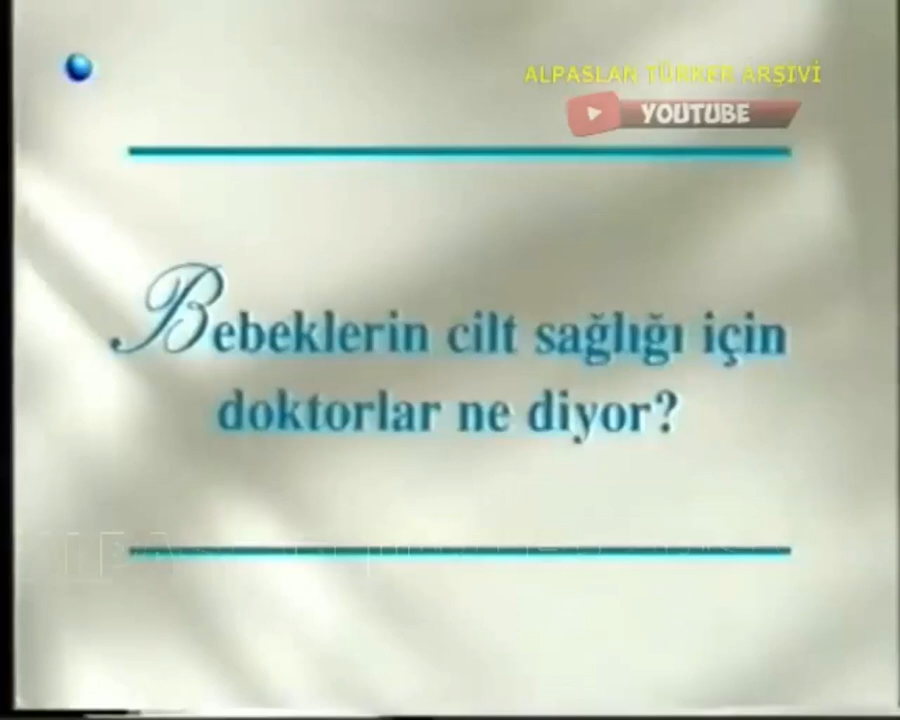 ALPASLAN TÜRKER ARŞİVİ
YOUTUBE
Bebeklerin cilt sağlığı için
doktorlar ne diyor?